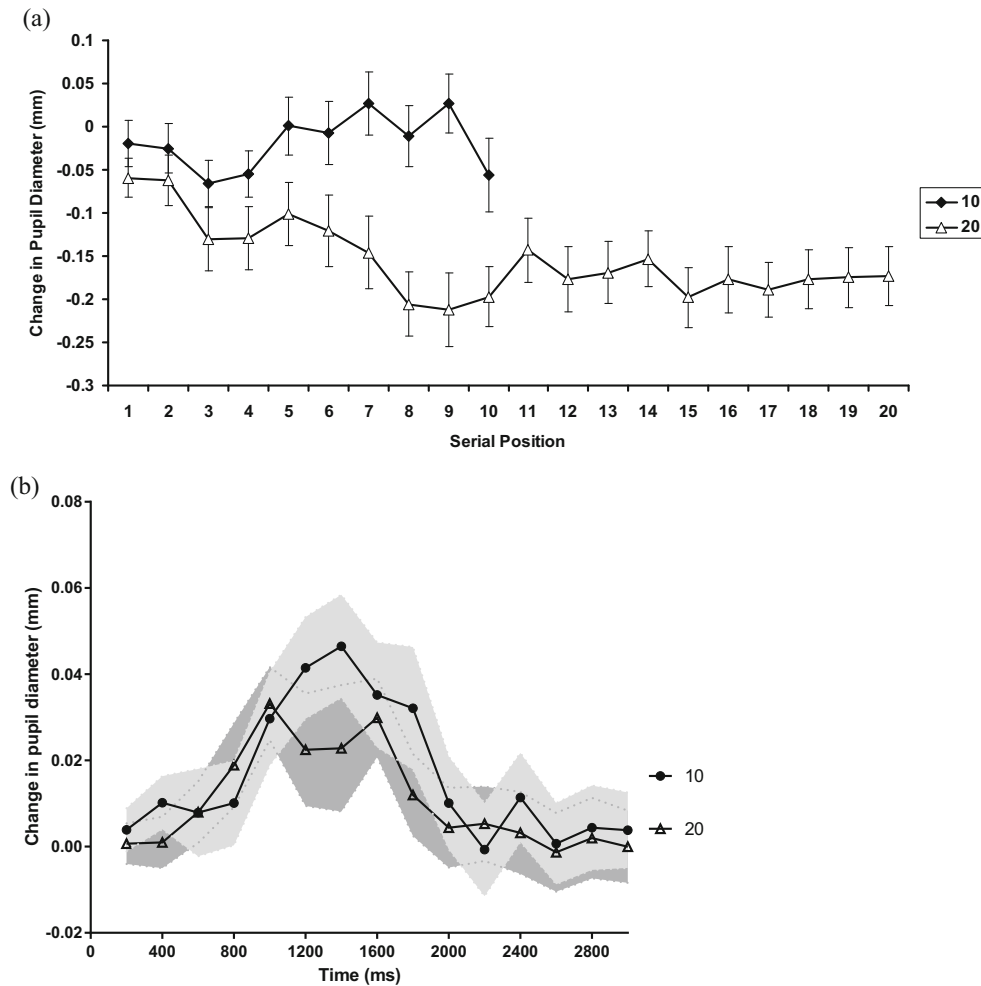 (a)
0.1
0.05
0
-0.05
-0.1
-0.15
-0.2
-0.25
-0.3
Change in Pupil Diameter (mm)
1 2 3 4 5 6 7 8 9 10 11 12 13 14 15 16 17 18 19 20
Serial Position
10
20
(b)
0.08
0.06
0.04
0.02
0.00
-0.02
Change in pupil diameter (mm)
0 400 800 1200 1600 2000 2400 2800
Time (ms)
10
20